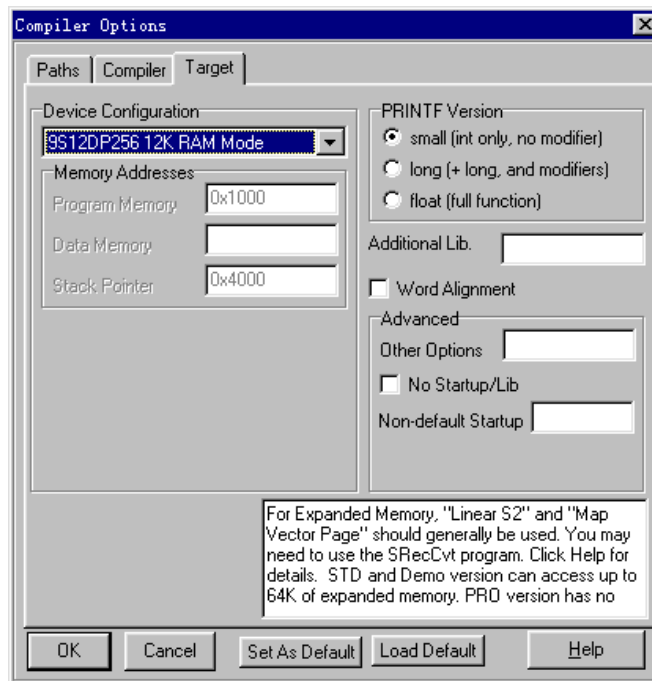 Compiler Options
Paths
Compiler
Target
Device Configuration
9S12DP256 12K RAM Mode
Memory Addresses
Program Memory
0x1000
Data Memory
Stack Pointer
0x4000
PRINTF Version
small (int only, no modifier)
long (+ long, and modifiers)
float (full function)
Additional Lib.
Word Alignment
Advanced
Other Options
No Startup/Lib
Non-default Startup
For Expanded Memory, "Linear S2" and "Map
Vector Page" should generally be used. You may
need to use the SRecCvt program. Click Help for
details.  STD and Demo version can access up to
64K of expanded memory. PRO version has no
OK
Cancel
Set As Default
Load Default
Help